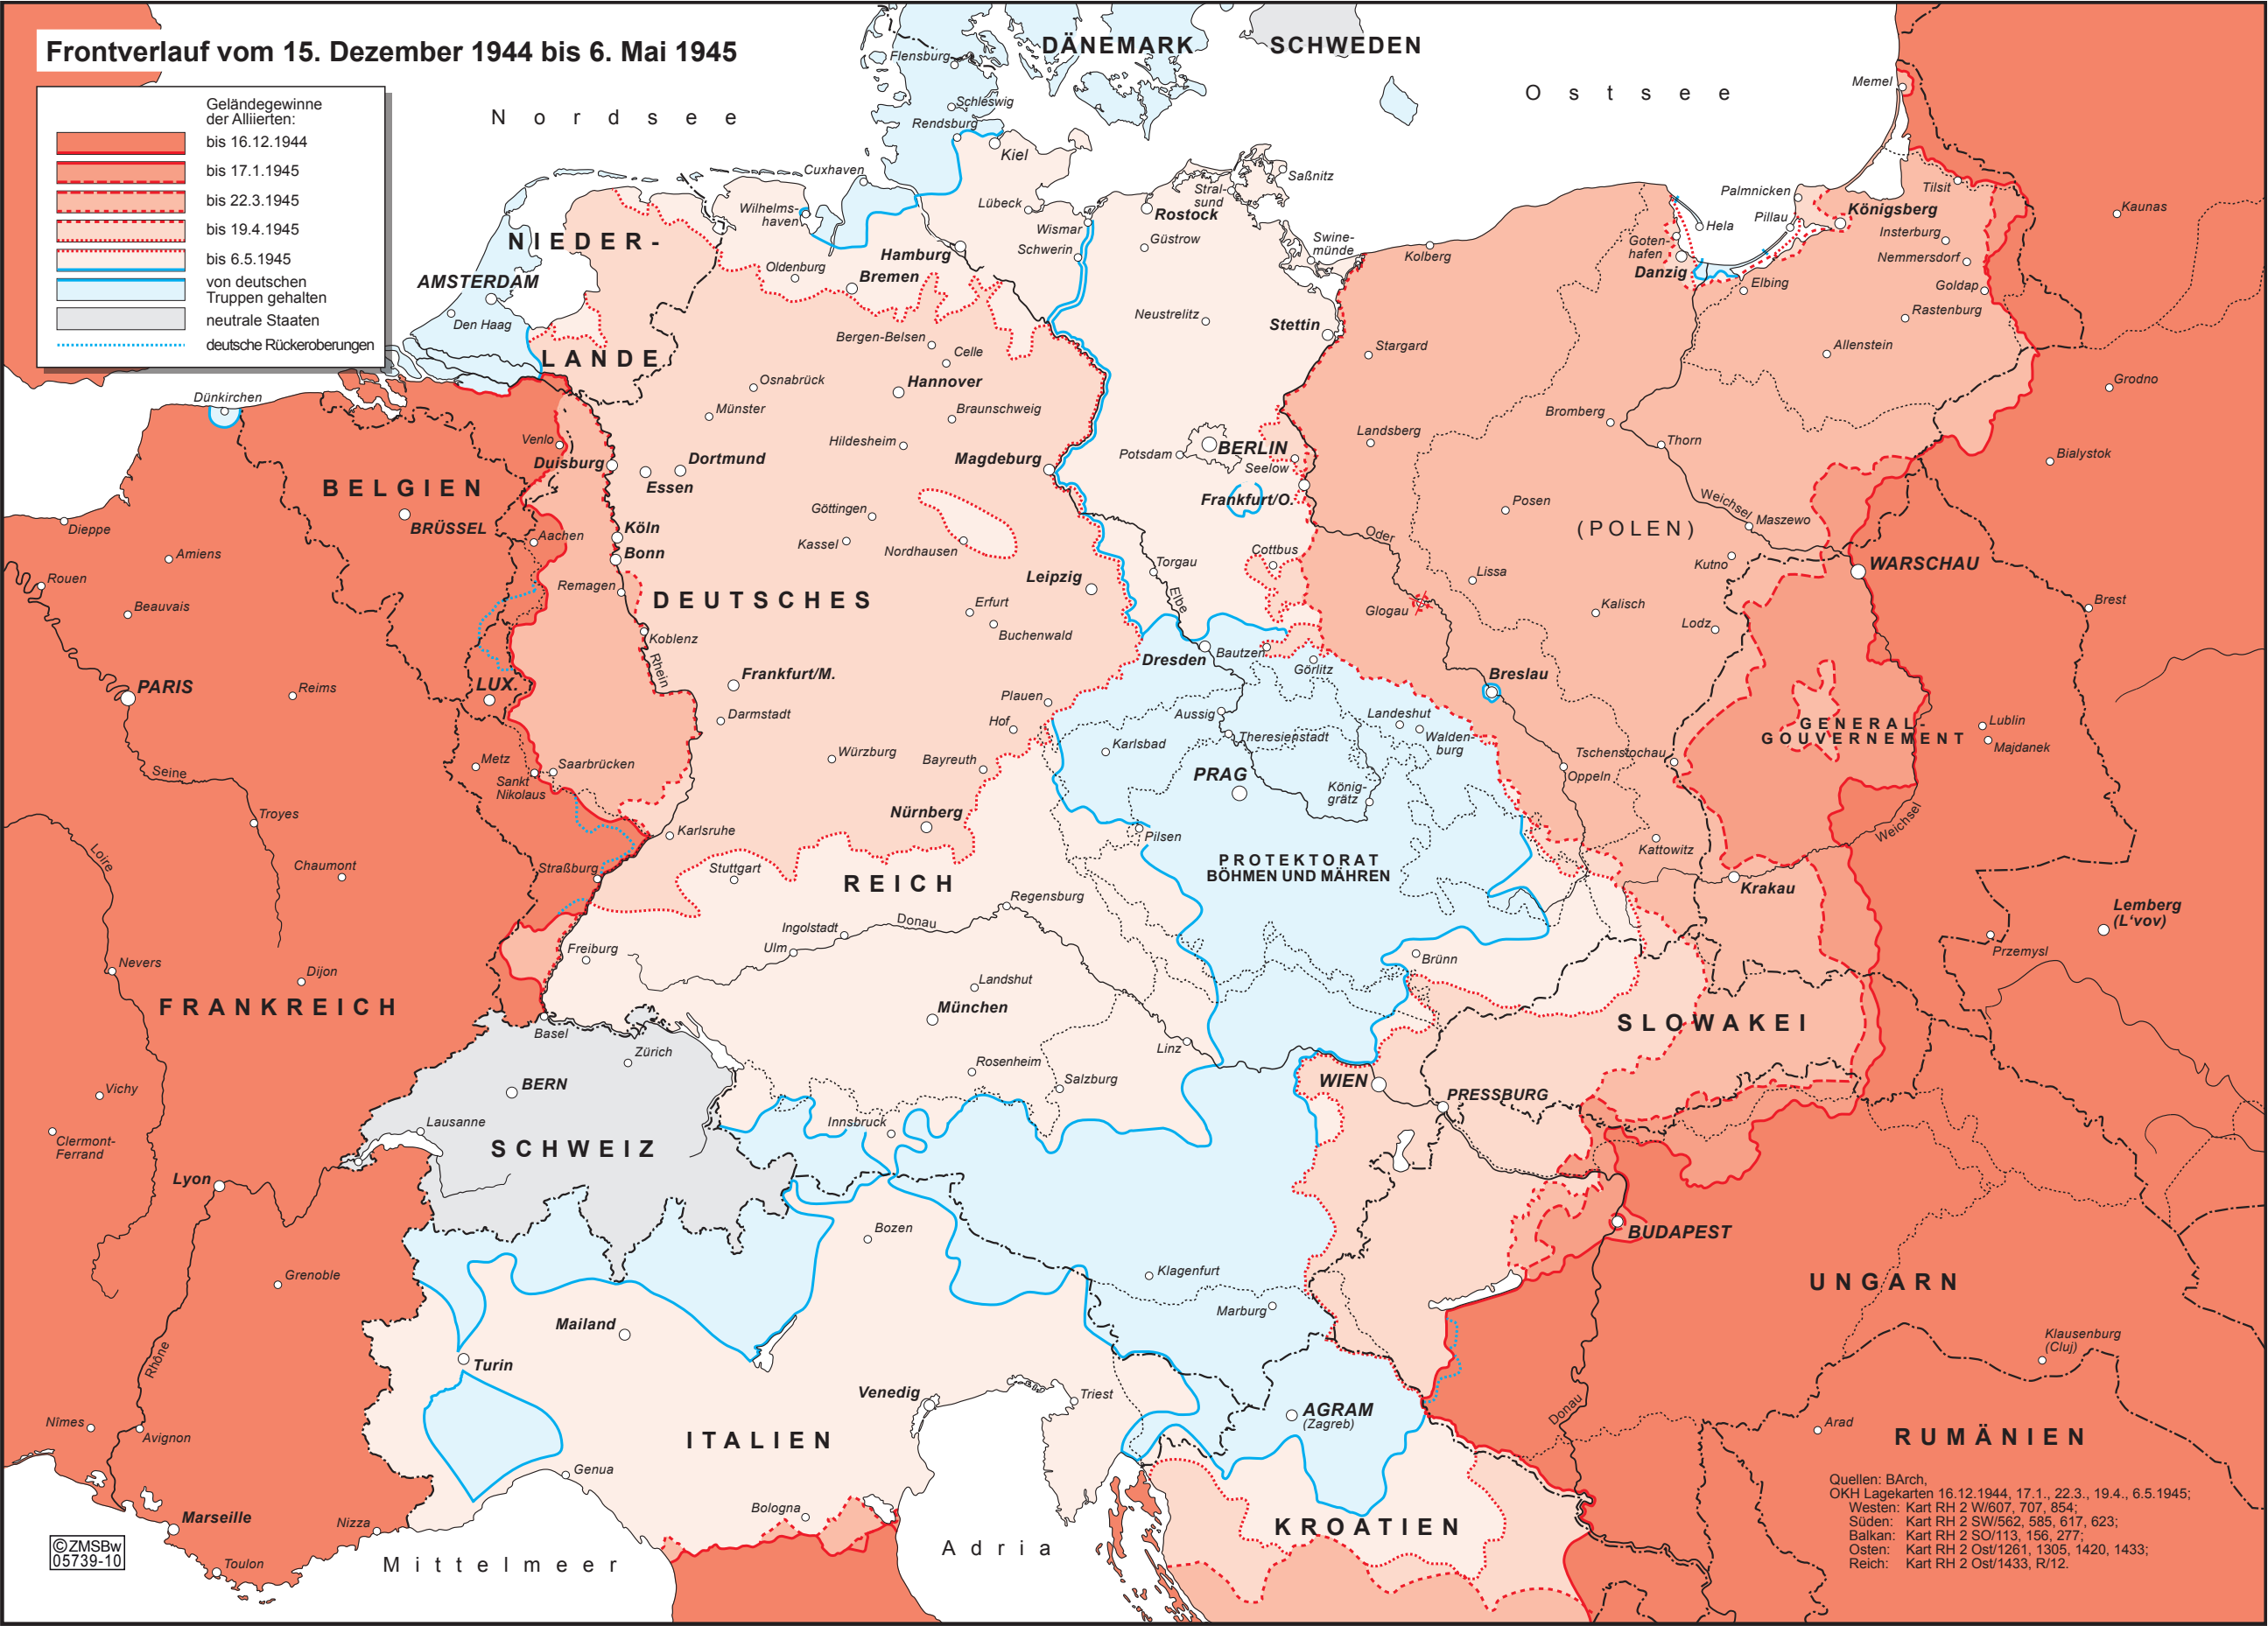 Frontverlauf vom 15. Dezember 1944 bis 6. Mai 1945
Geländegewinne
der Alliierten:
bis 16.12.1944
bis 17.1.1945
bis 22.3.1945
bis 19.4.1945
bis 6.5.1945
von deutschen
Truppen gehalten
neutrale Staaten
deutsche Rückeroberungen
Nordsee
Ostsee
DÄNEMARK
SCHWEDEN
Flensburg
Schleswig
Rendsburg
Kiel
Cuxhaven
Wilhelms-
haven
Lübeck
Wismar
Schwerin
Hamburg
Oldenburg
Bremen
Stral-
sund
Saßnitz
Rostock
Güstrow
Swine-
münde
Neustrelitz
Stettin
Stargard
Kolberg
Memel
Tilsit
Palmnicken
Pillau
Königsberg
Hela
Goten-
hafen
Danzig
Elbing
Insterburg
Nemmersdorf
Goldap
Rastenburg
Allenstein
Kaunas
Grodno
Bialystok
NIEDER-
LANDE
AMSTERDAM
Den Haag
Dünkirchen
Bergen-Belsen
Celle
Hannover
Osnabrück
Braunschweig
Münster
Hildesheim
Magdeburg
Venlo
Duisburg
Dortmund
Essen
Göttingen
Kassel
Nordhausen
Potsdam
BERLIN
Seelow
Frankfurt/O.
Landsberg
Bromberg
Thorn
Posen
(POLEN)
Weichsel
Maszewo
Kutno
WARSCHAU
Brest
BELGIEN
BRÜSSEL
Dieppe
Amiens
Rouen
Beauvais
Aachen
Köln
Bonn
Remagen
DEUTSCHES
Koblenz
Rhein
Leipzig
Torgau
Elbe
Cottbus
Oder
Lissa
Glogau
Kalisch
Lodz
Erfurt
Buchenwald
Dresden
Bautzen
Görlitz
Breslau
PARIS
Reims
LUX.
Frankfurt/M.
Darmstadt
Plauen
Hof
Würzburg
Bayreuth
Metz
Sankt
Nikolaus
Saarbrücken
Aussig
Theresienstadt
Karlsbad
PRAG
König-
grätz
Landeshut
Walden-
burg
Tschenstochau
Oppeln
GENERAL-
GOUVERNEMENT
Lublin
Majdanek
Seine
Troyes
Chaumont
Loire
Nürnberg
Karlsruhe
Stuttgart
Straßburg
REICH
Pilsen
PROTEKTORAT
BÖHMEN UND MÄHREN
Kattowitz
Krakau
Weichsel
Lemberg
(L'vov)
Przemysl
Nevers
Dijon
FRANKREICH
Regensburg
Ingolstadt
Donau
Ulm
Freiburg
Landshut
München
Brünn
SLOWAKEI
Basel
Zürich
BERN
Lausanne
SCHWEIZ
Vichy
Clermont-
Ferrand
Rosenheim
Salzburg
Innsbruck
Linz
WIEN
PRESSBURG
Lyon
Bozen
BUDAPEST
Grenoble
Klagenfurt
Marburg
UNGARN
Klausenburg
(Cluj)
Mailand
Turin
Rhône
Venedig
Triest
AGRAM
(Zagreb)
Donau
Arad
RUMÄNIEN
Nîmes
Avignon
ITALIEN
Genua
Bologna
KROATIEN
Marseille
Nizza
Toulon
Mittelmeer
Adria
©ZMSBw
05739-10
Quellen: BArch,
OKH Lagekarten 16.12.1944, 17.1., 22.3., 19.4., 6.5.1945;
Westen: Kart RH 2 W/607, 707, 854;
Süden: Kart RH 2 SW/562, 585, 617, 623;
Balkan: Kart RH 2 SO/113, 156, 277;
Osten: Kart RH 2 Ost/1261, 1305, 1420, 1433;
Reich: Kart RH 2 Ost/1433, R/12.